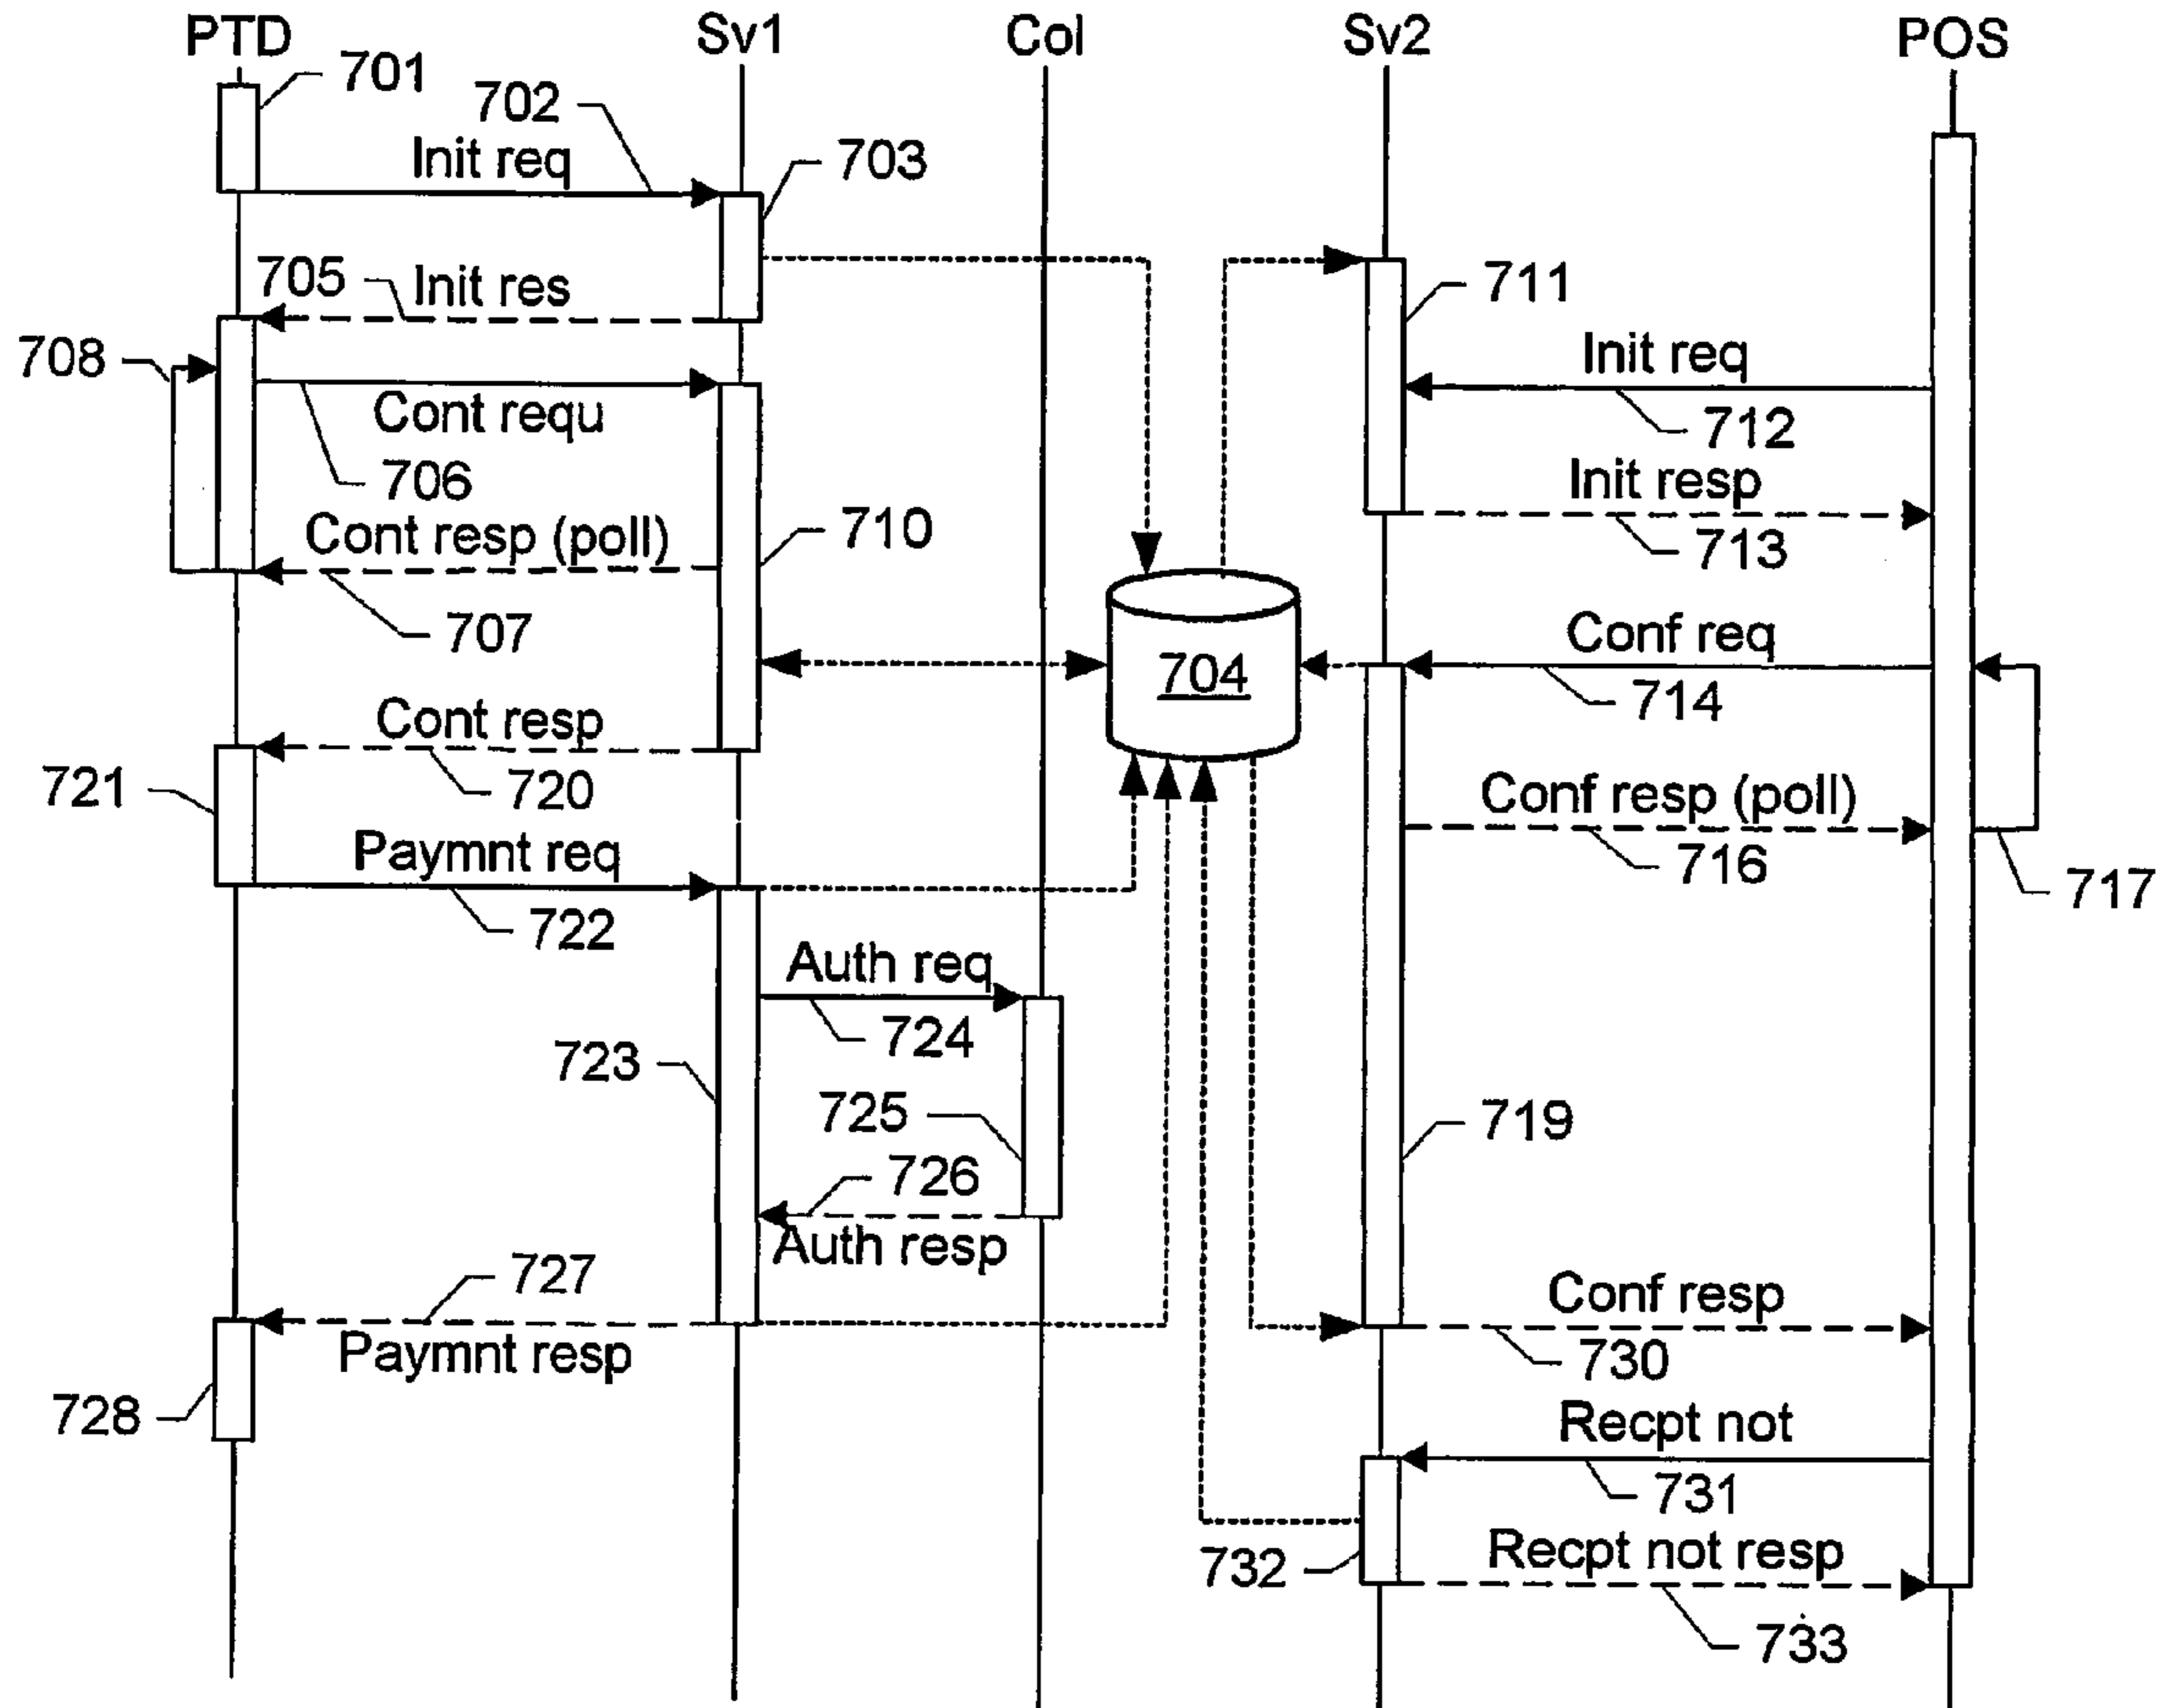 PTD Sv1 Col Sv2 POS
701
702
Init req
703
705 Init res
711
708
Init req
Cont requ
712
706
Init resp
Cont resp (poll)
710
713
707
Conf req
704
714
Cont resp
721
720
Conf resp (poll)
Paymnt req
716
717
722
Auth req
724
723
725
719
726
Auth resp
727
Conf resp
Paymnt resp
730
728
Recpt not
731
Recpt not resp
732
733